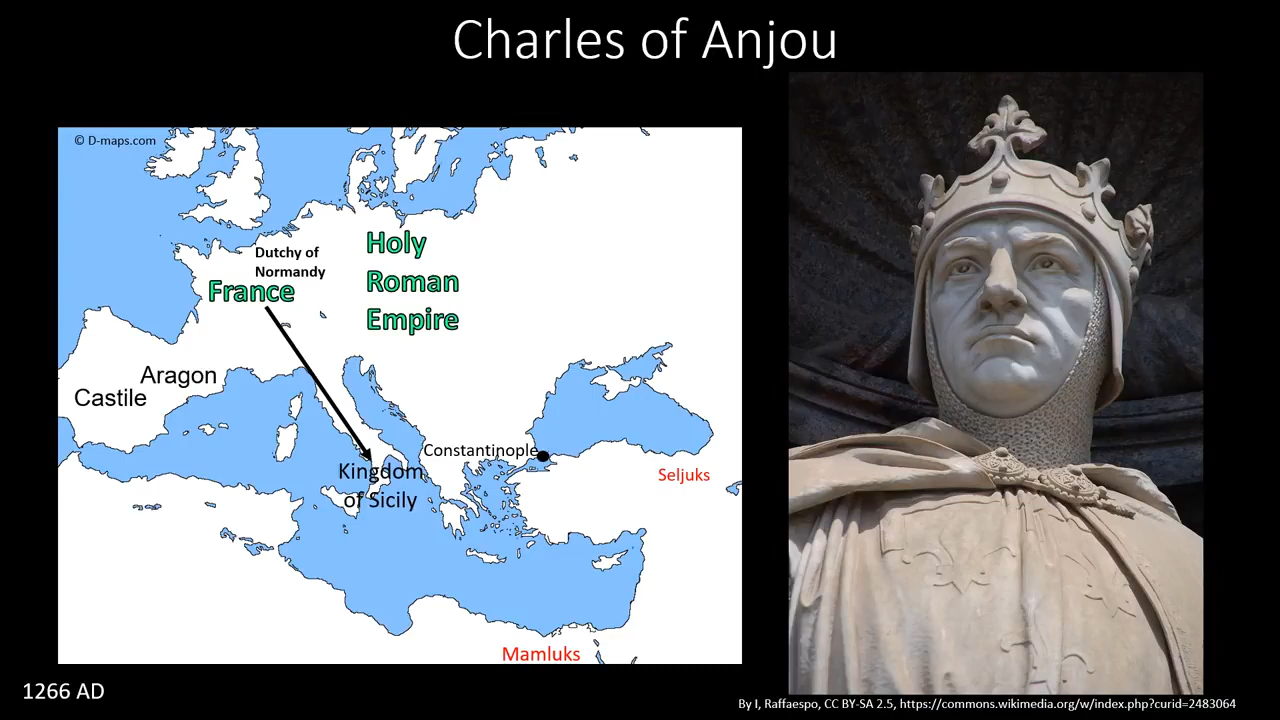 Charles of Anjou
© D-maps.com
Holy
Roman
Empire
Dutchy of
Normandy
France
Aragon
Castile
Constantinople
Kingdom
of Sicily
Seljuks
Mamluks
1266 AD
By I, Raffaespo, CC BY-SA 2.5, https://commons.wikimedia.org/w/index.php?curid=2483064